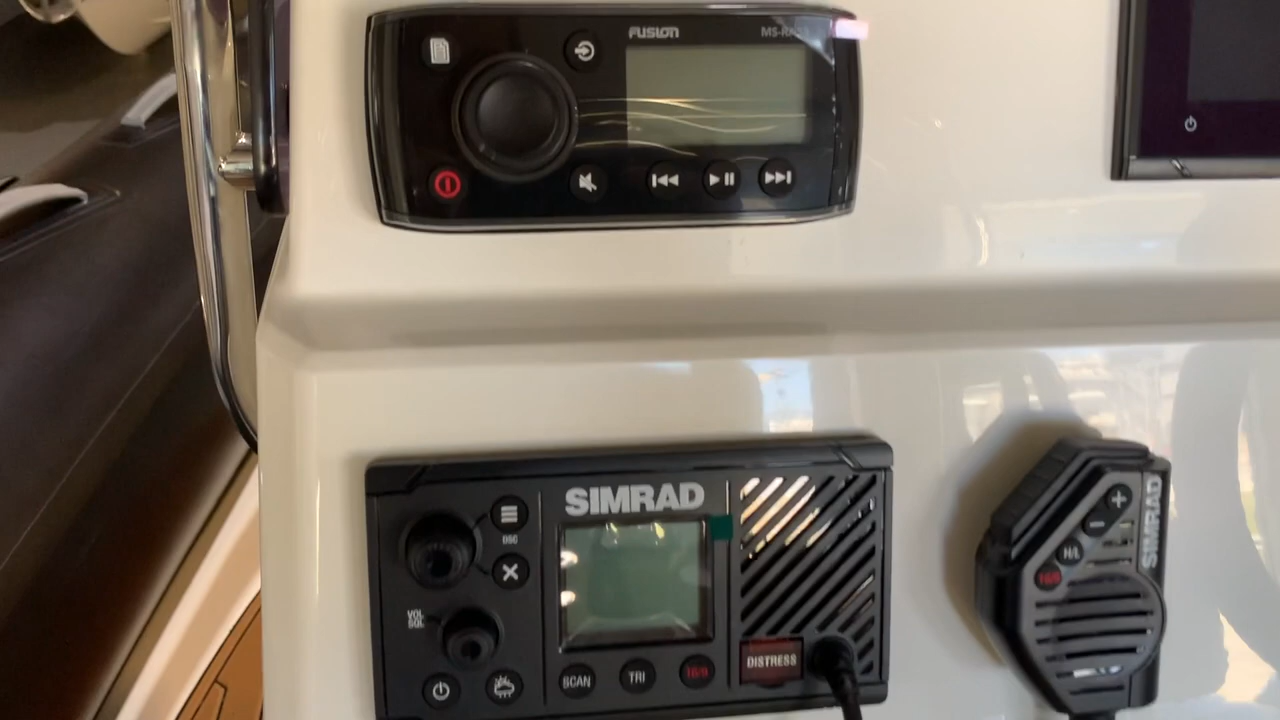 FUSION
SIMRAD
DSC
VOL
SQL
SCAN
TRI
16/9
DISTRESS
SIMRAD
H/L
16/9